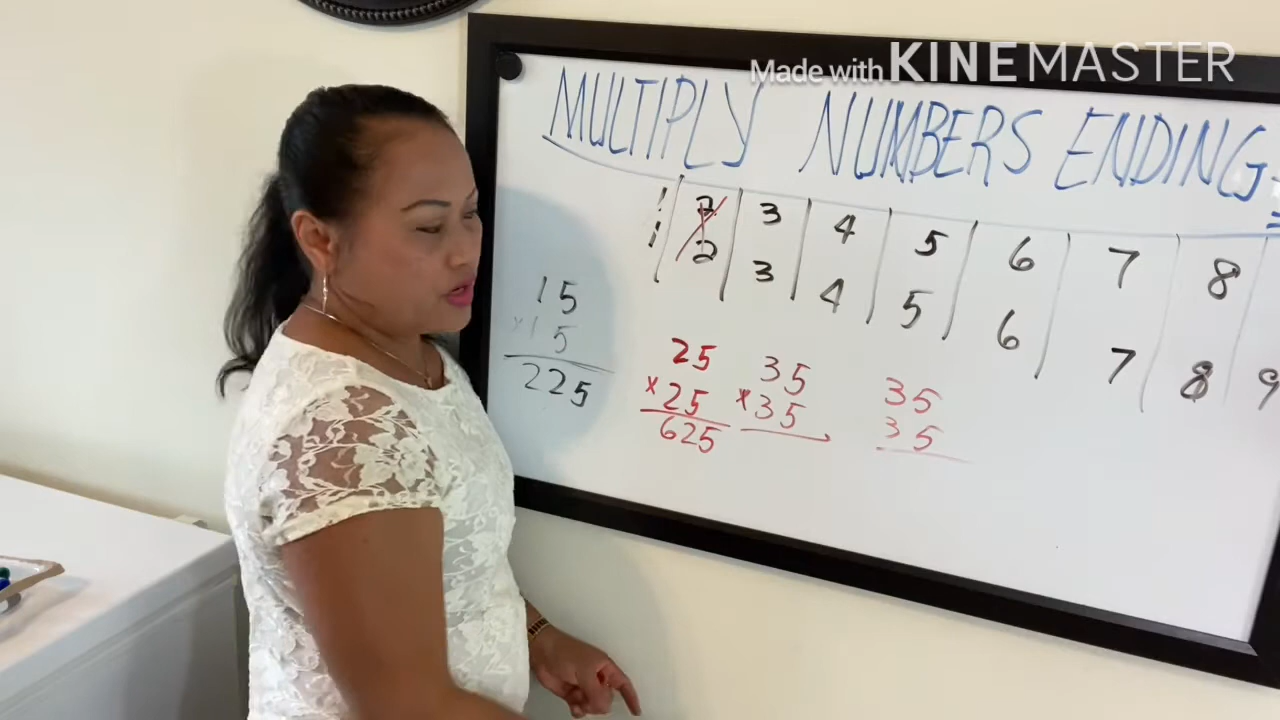 Made with KINEMASTER
MULTIPLY NUMBERS ENDING
1 2 3 4 5 6 7 8
1 2 3 4 5 6 7 8 9
15
×15
225
25
×25
625
35
×35
35
35